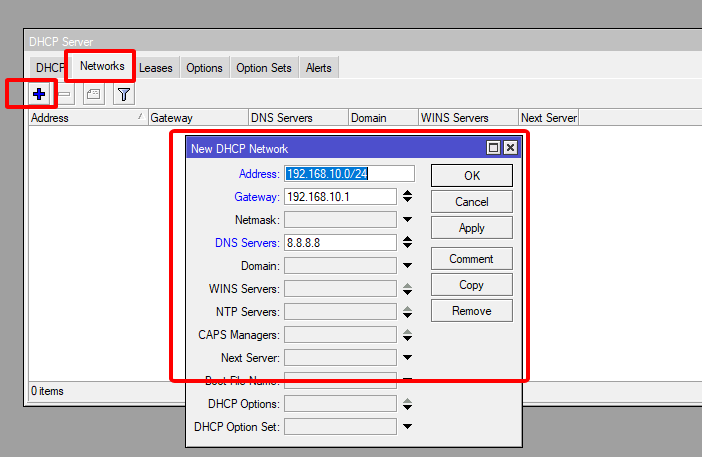 DHCP Server
DHCP Networks Leases Options Option Sets Alerts
Address Gateway DNS Servers Domain WINS Servers Next Server
New DHCP Network
Address: 192.168.10.0/24 OK
Gateway: 192.168.10.1 Cancel
Netmask: Apply
DNS Servers: 8.8.8.8
Domain: Comment
WINS Servers: Copy
NTP Servers: Remove
CAPS Managers:
Next Server:
Boot File Name:
0 items
DHCP Options:
DHCP Option Set: